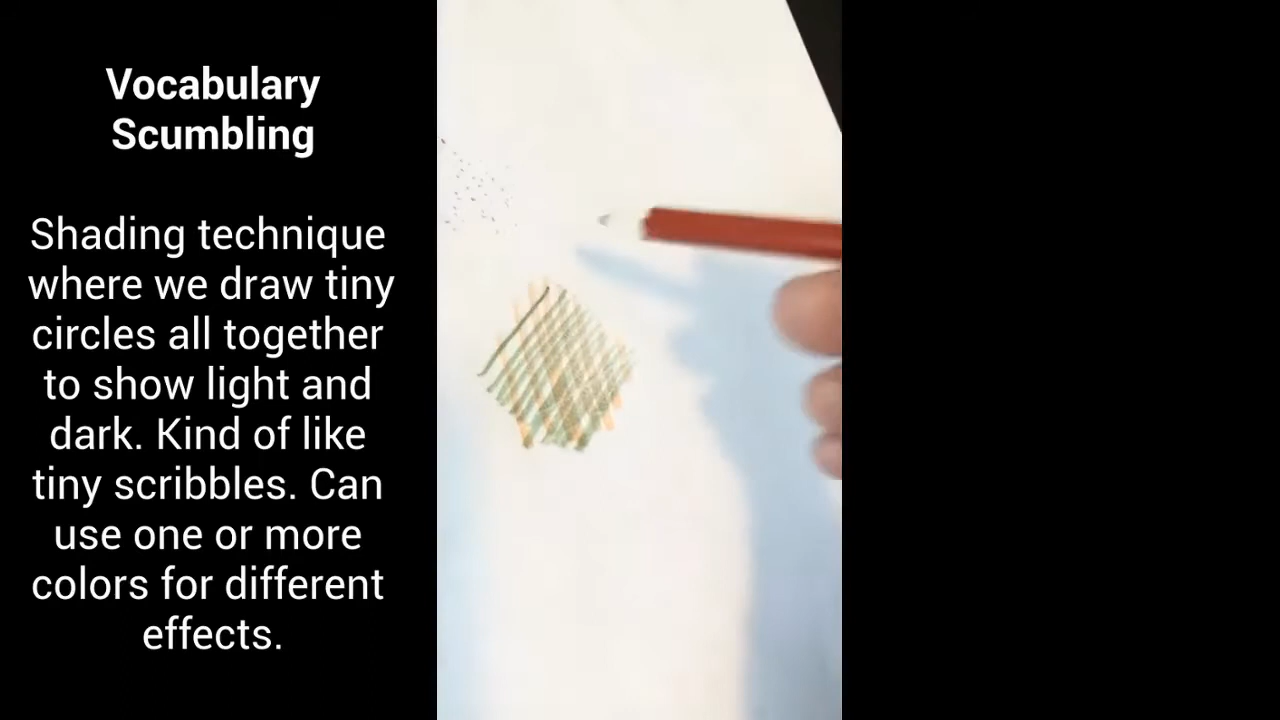 Vocabulary
Scumbling
Shading technique
where we draw tiny
circles all together
to show light and
dark. Kind of like
tiny scribbles. Can
use one or more
colors for different
effects.